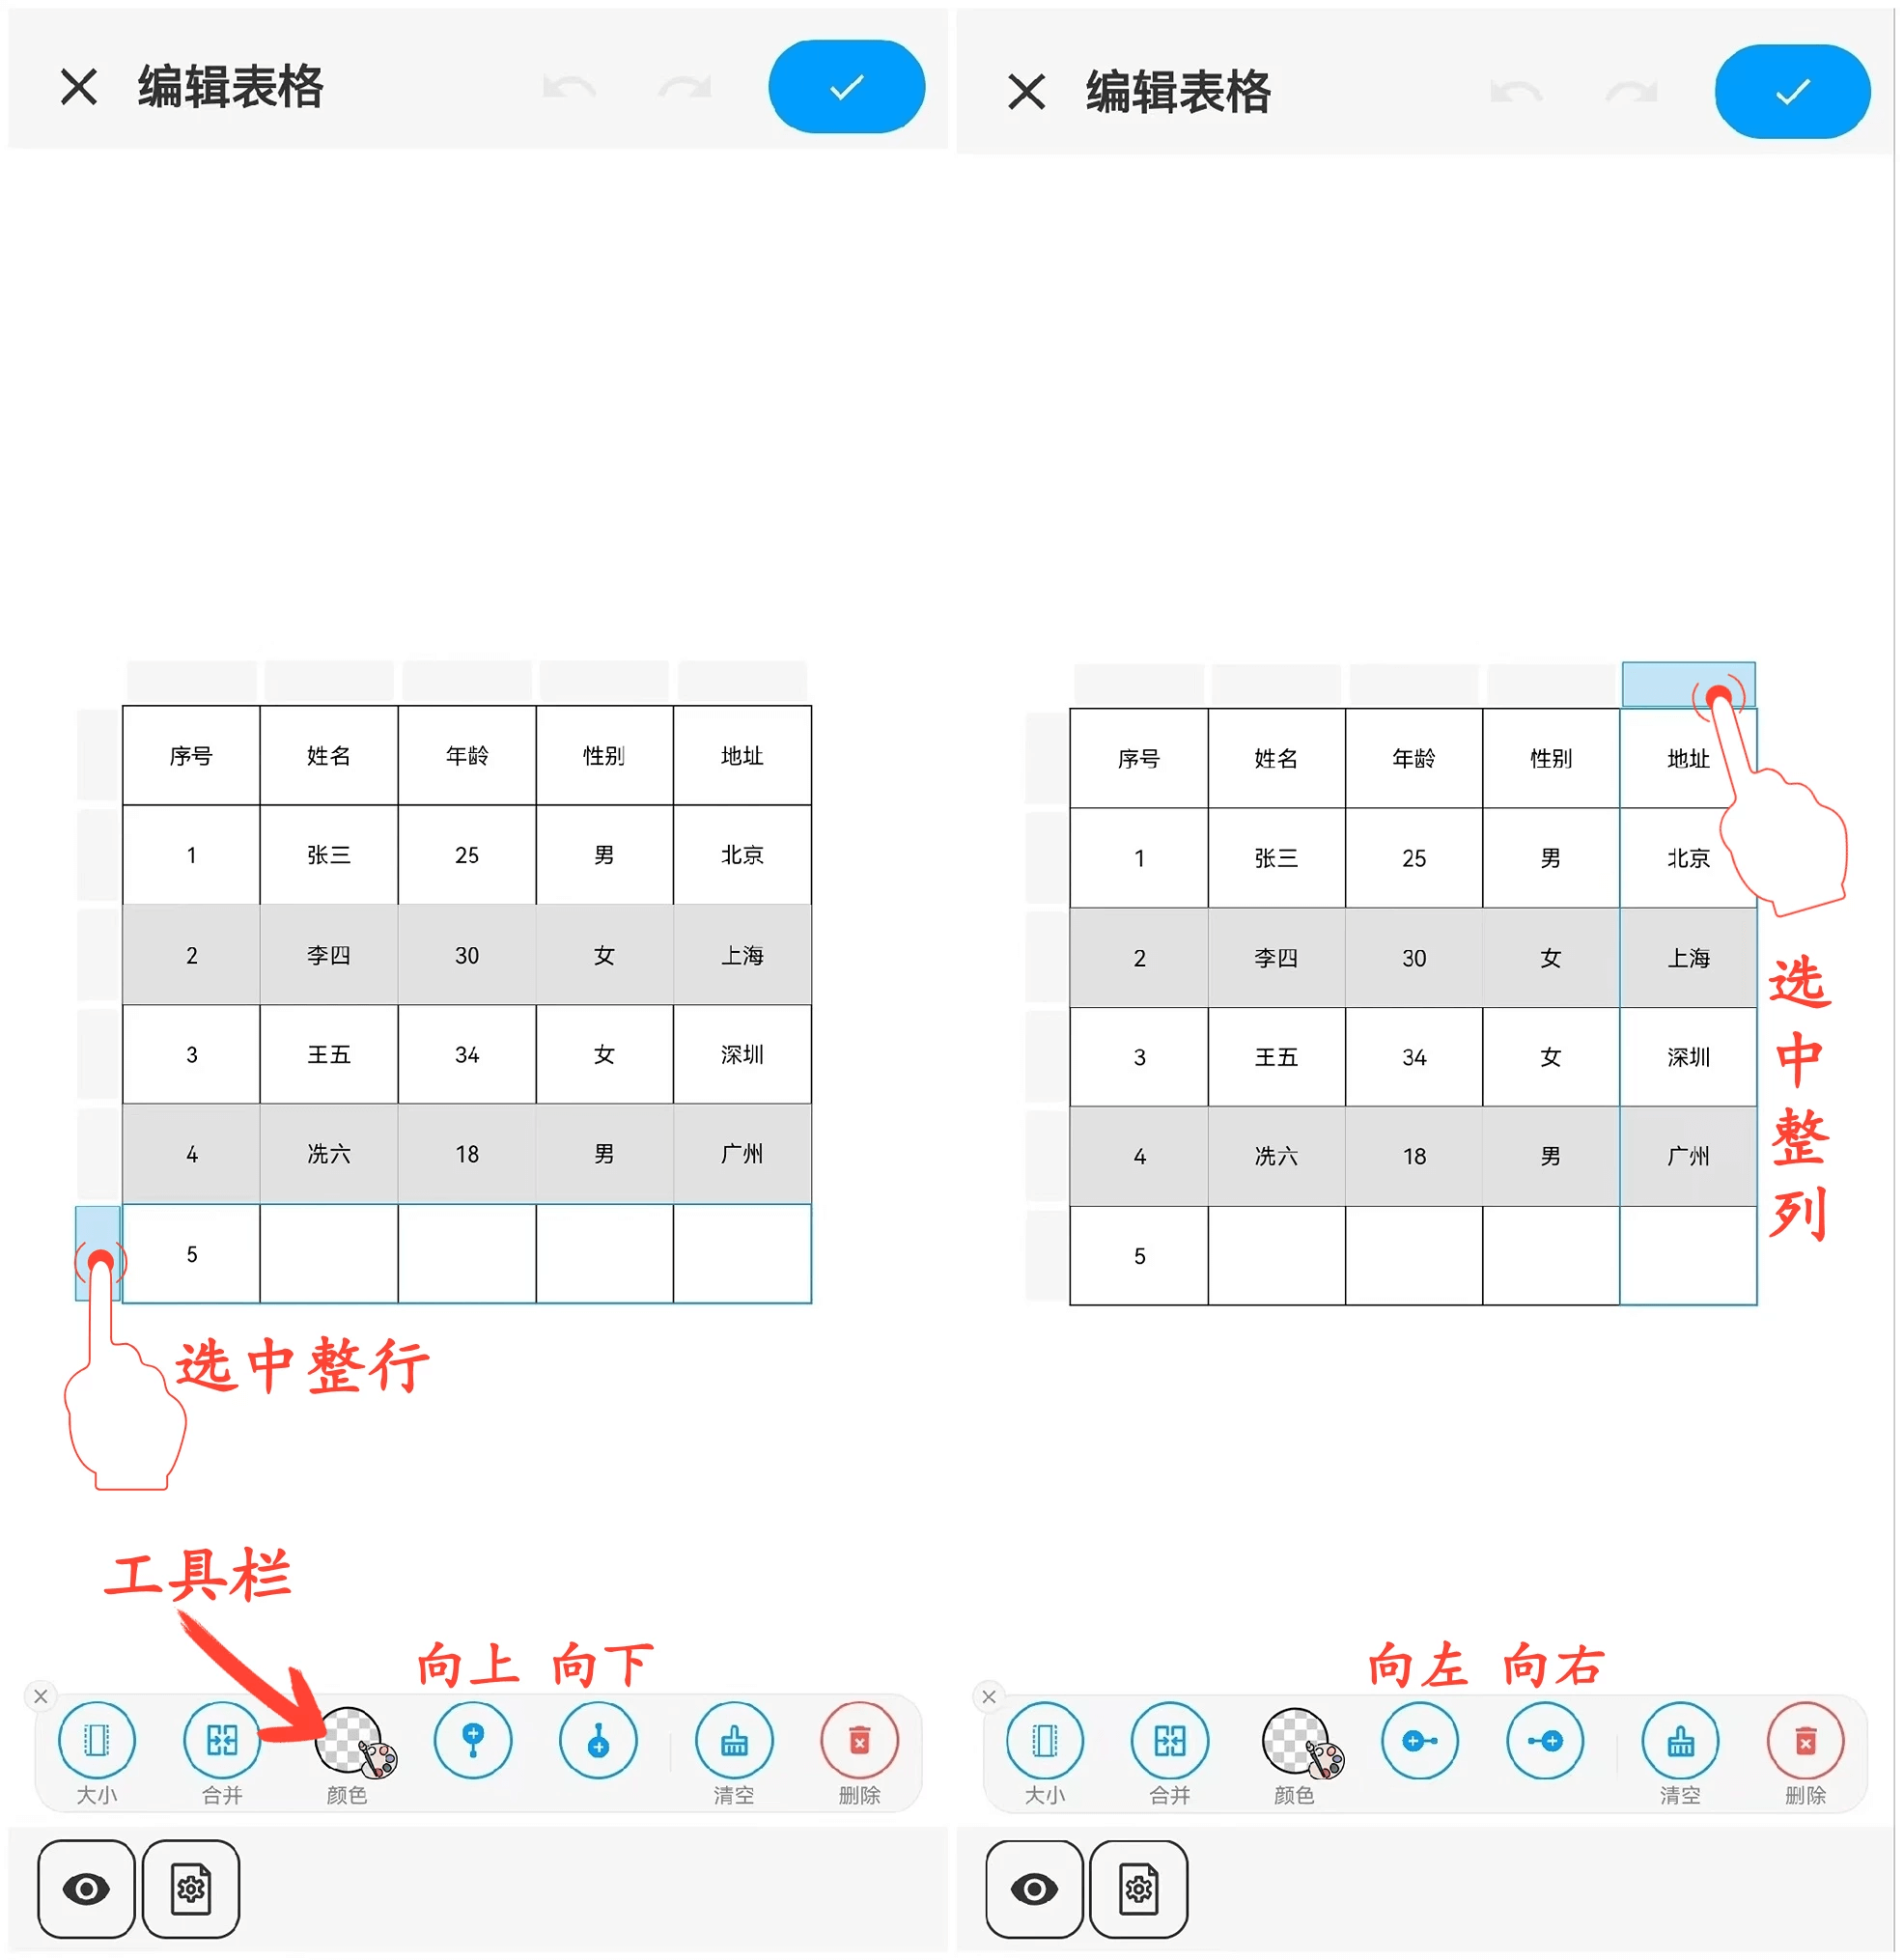 编辑表格
序号 姓名 年龄 性别 地址
1 张三 25 男 北京
2 李四 30 女 上海
3 王五 34 女 深圳
4 冼六 18 男 广州
5
选中整行
工具栏
向上 向下
大小 合并 颜色 清空 删除
编辑表格
序号 姓名 年龄 性别 地址
1 张三 25 男 北京
2 李四 30 女 上海
3 王五 34 女 深圳
4 冼六 18 男 广州
5
选中整列
向左 向右
大小 合并 颜色 清空 删除